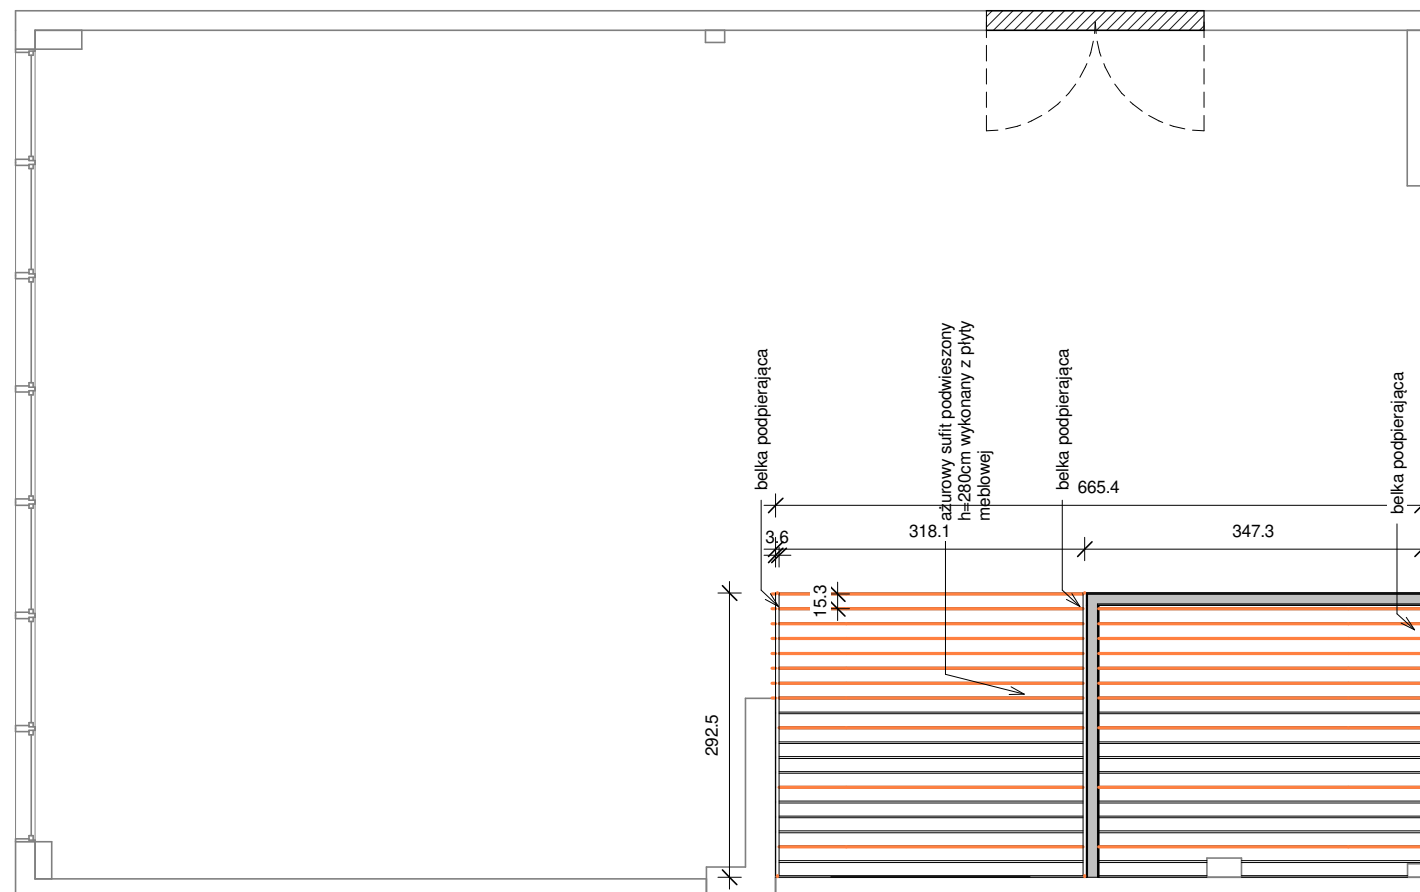 belka podpierająca
ażurowy sufit podwieszony
h=280cm wykonany z płyty
meblowej
belka podpierająca
belka podpierająca
665.4
3.6
318.1
347.3
15.3
292.5